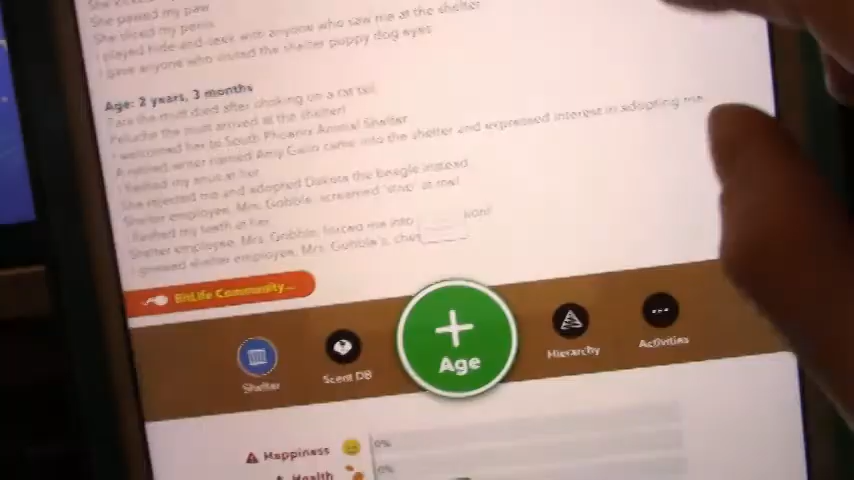 She pawed my paw
She sliced my penis
I played hide-and-seek with anyone who saw me at the shelter
I gave anyone who visited the shelter puppy dog eyes
Age: 2 years, 3 months
Tara the mutt died after choking on a rat tail.
Peluche the mutt arrived at the shelter!
I welcomed her to South Phoenix Animal Shelter
A retired writer named Amy Gallo came into the shelter and expressed interest in adopting me
I flashed my anus at her
She rejected me and adopted Dakota the beagle instead
Shelter employee, Mrs. Gobble, screamed "stop" at me!
I flashed my teeth at her
Shelter employee, Mrs. Gobble, forced me into
I gnawed shelter employee, Mrs. Gobble's, chest
BitLife Community...
Shelter
Scent DB
+
Age
Hierarchy
Activities
Happiness
0%
Health
0%